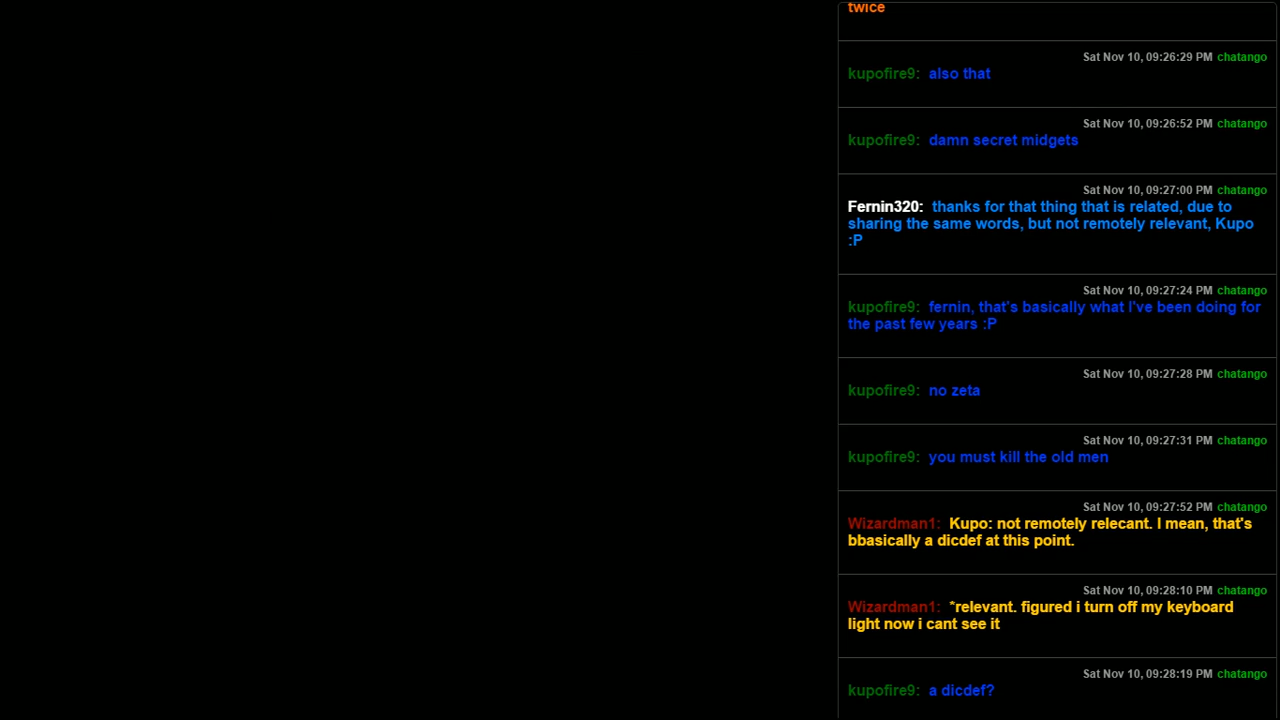 twice
Sat Nov 10, 09:26:29 PM chatango
kupofire9: also that
Sat Nov 10, 09:26:52 PM chatango
kupofire9: damn secret midgets
Sat Nov 10, 09:27:00 PM chatango
Fernin320: thanks for that thing that is related, due to
sharing the same words, but not remotely relevant, Kupo
:P
Sat Nov 10, 09:27:24 PM chatango
kupofire9: fernin, that's basically what I've been doing for
the past few years :P
Sat Nov 10, 09:27:28 PM chatango
kupofire9: no zeta
Sat Nov 10, 09:27:31 PM chatango
kupofire9: you must kill the old men
Sat Nov 10, 09:27:52 PM chatango
Wizardman1: Kupo: not remotely relecant. I mean, that's
bbasically a dicdef at this point.
Sat Nov 10, 09:28:10 PM chatango
Wizardman1: *relevant. figured i turn off my keyboard
light now i cant see it
Sat Nov 10, 09:28:19 PM chatango
kupofire9: a dicdef?